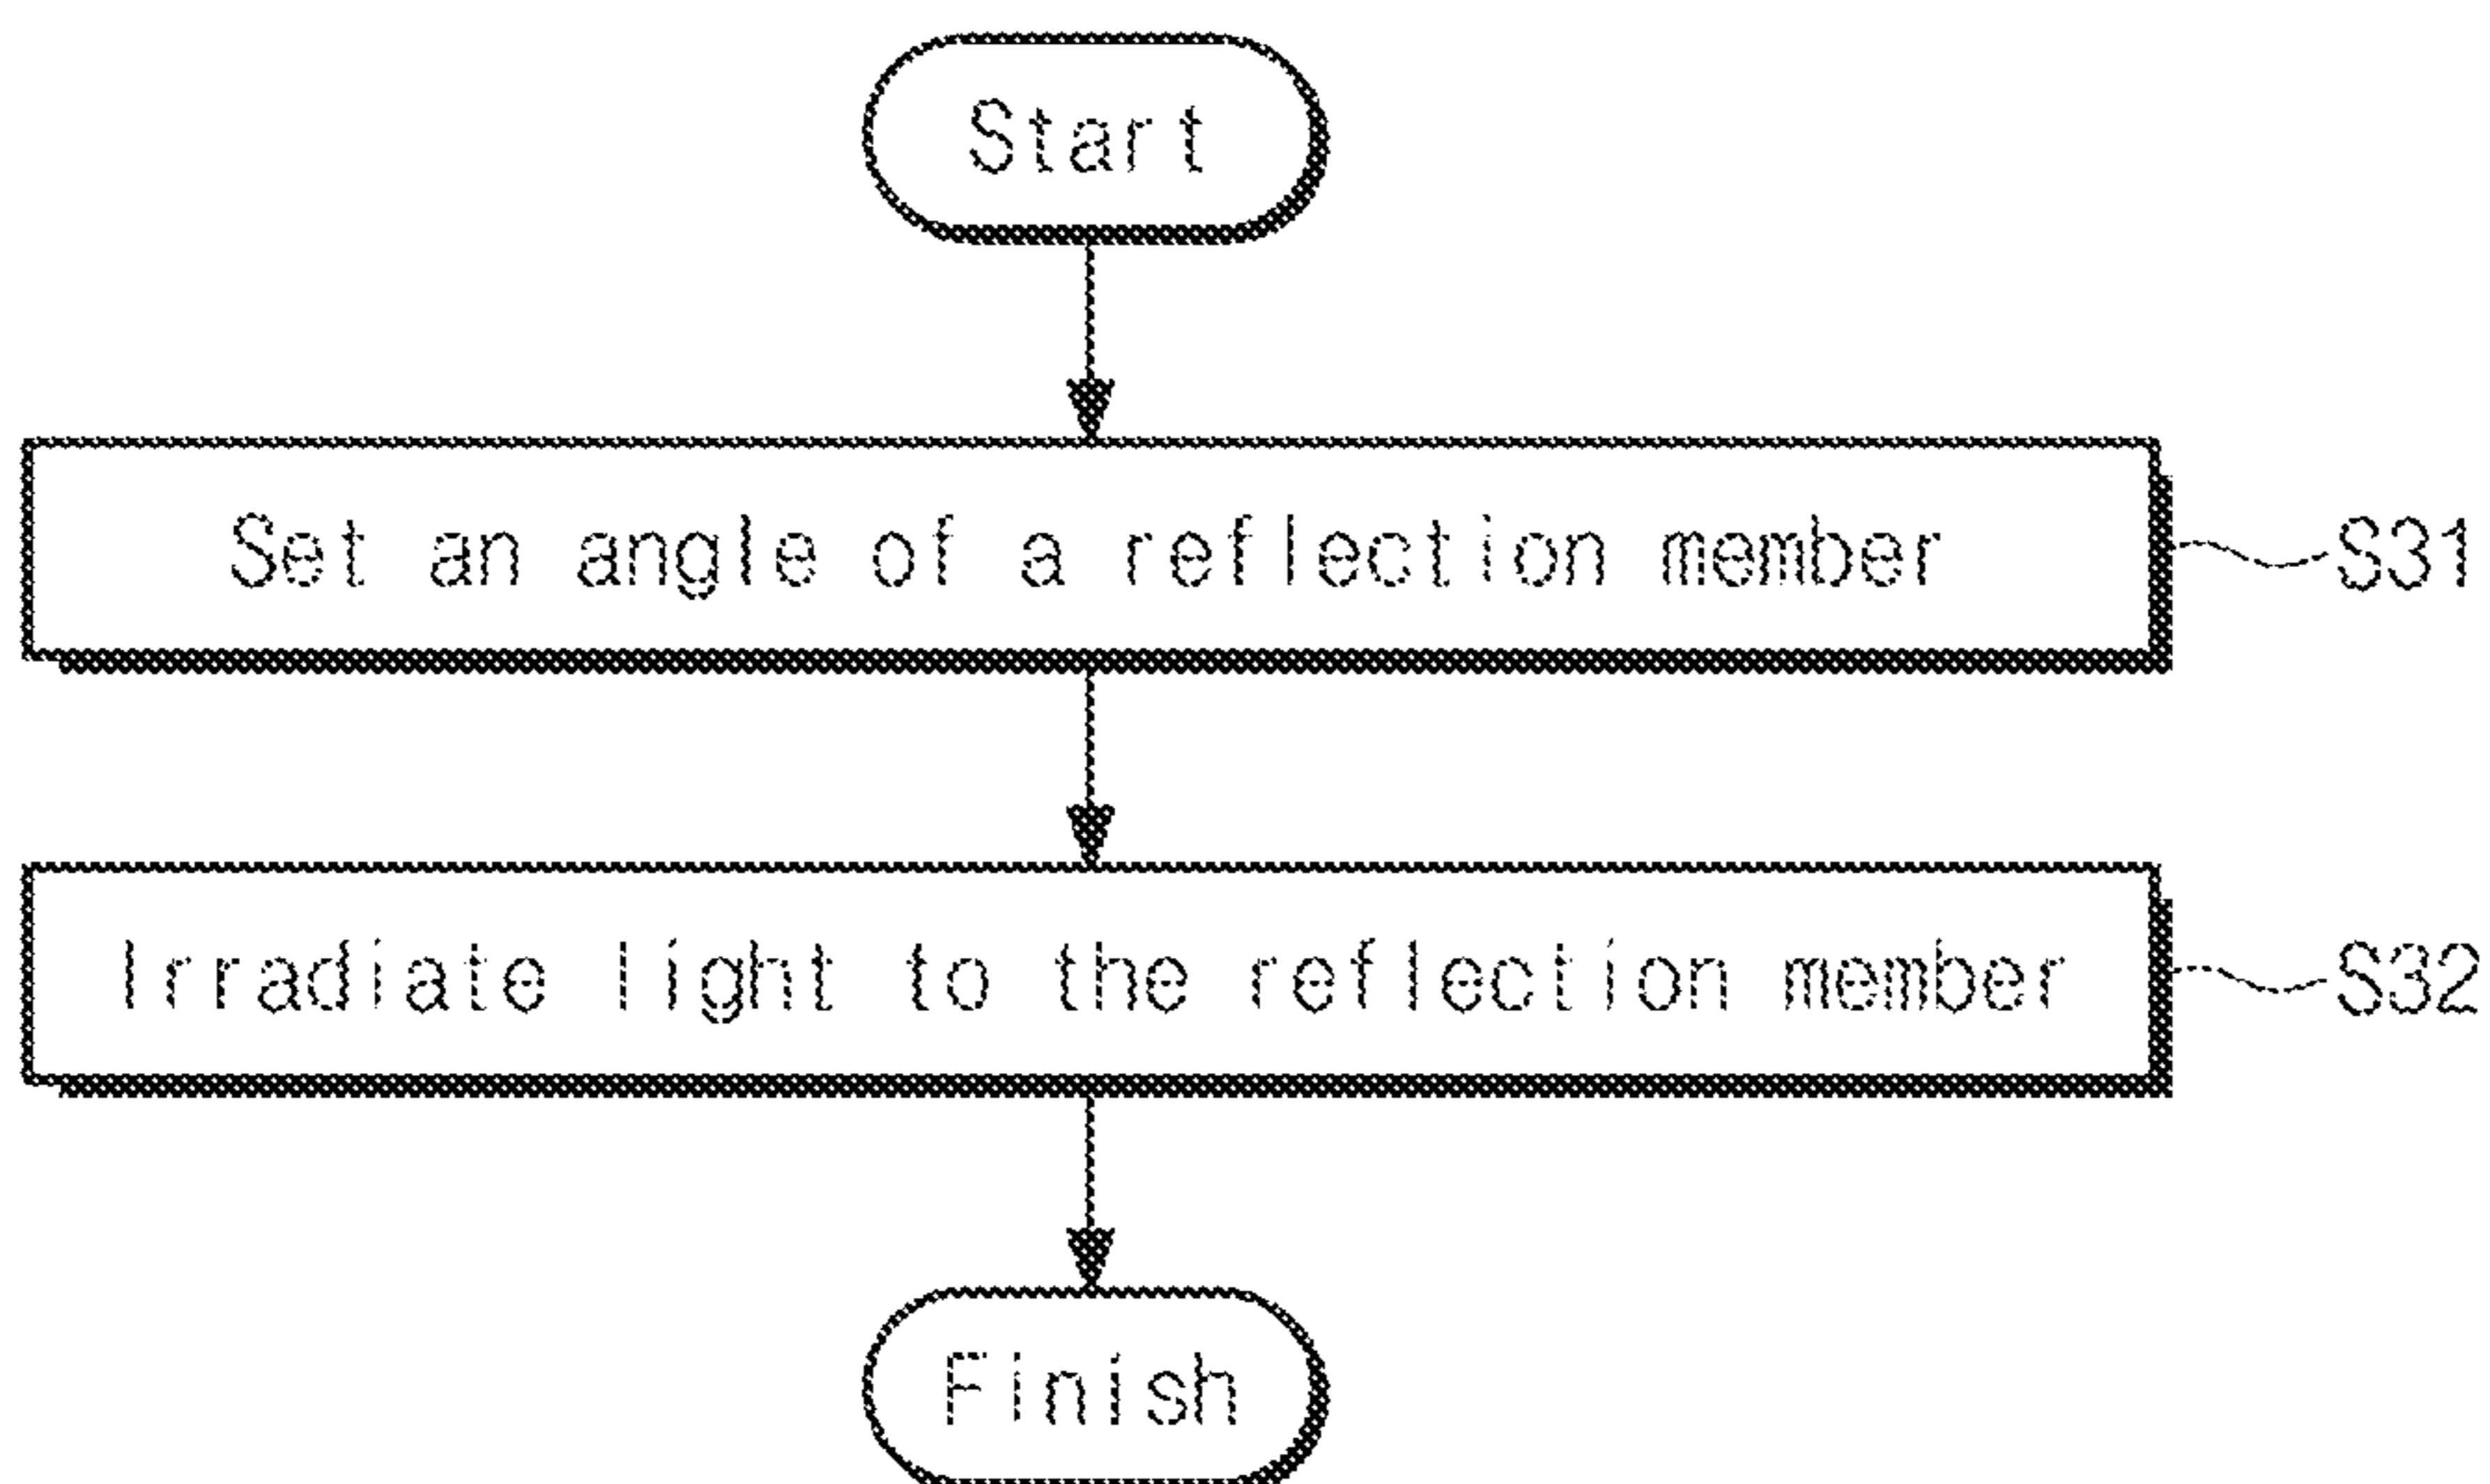 Start
Set an angle of a reflection member S31
Irradiate light to the reflection member S32
Finish